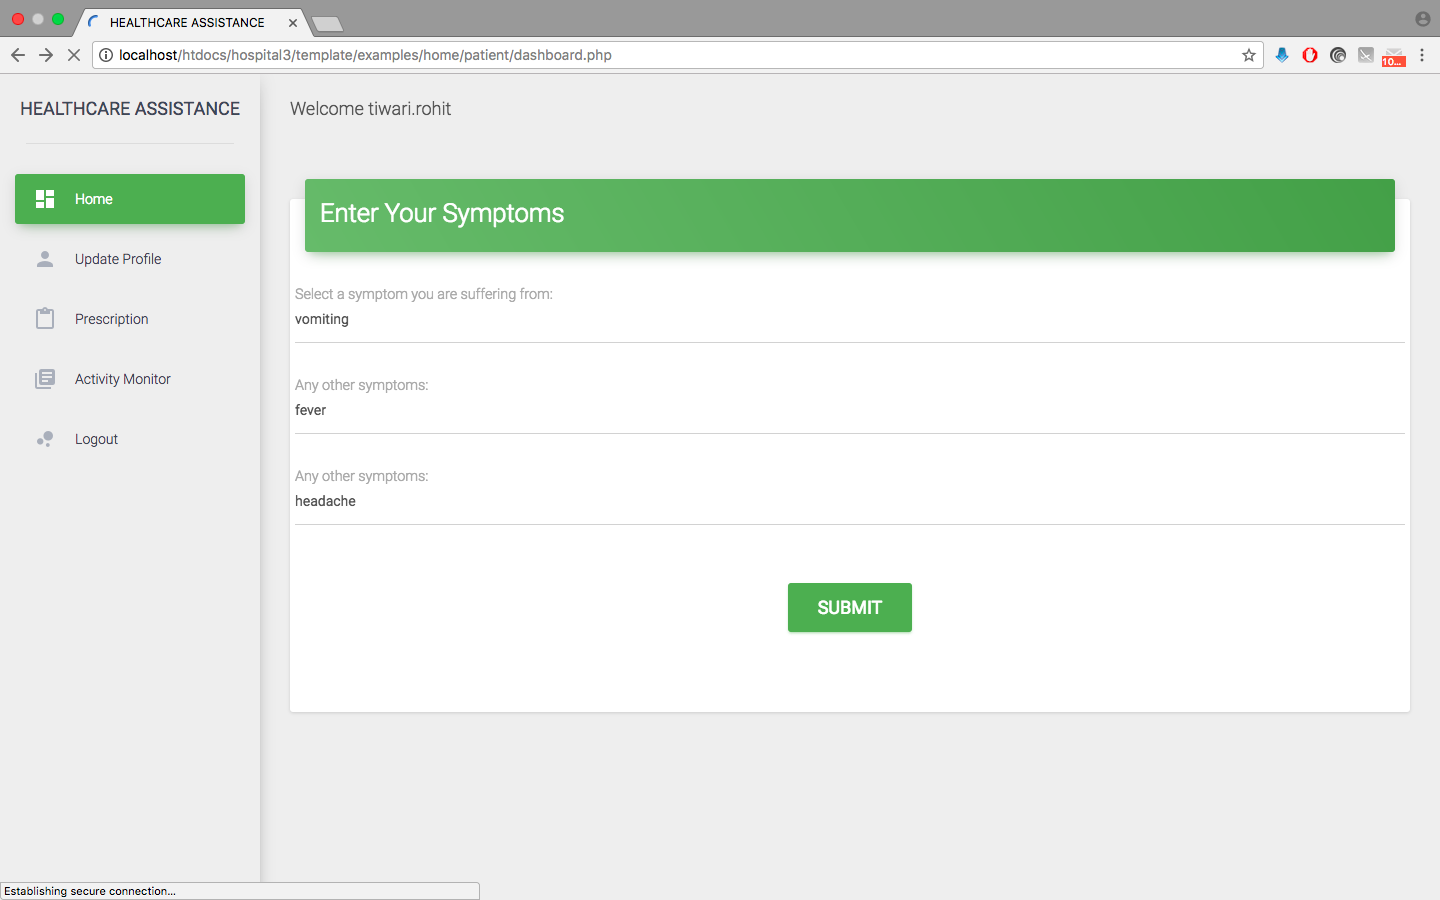 HEALTHCARE ASSISTANCE
localhost/htdocs/hospital3/template/examples/home/patient/dashboard.php
10...
HEALTHCARE ASSISTANCE
Welcome tiwari.rohit
Home
Update Profile
Prescription
Activity Monitor
Logout
Enter Your Symptoms
Select a symptom you are suffering from:
vomiting
Any other symptoms:
fever
Any other symptoms:
headache
SUBMIT
Establishing secure connection...